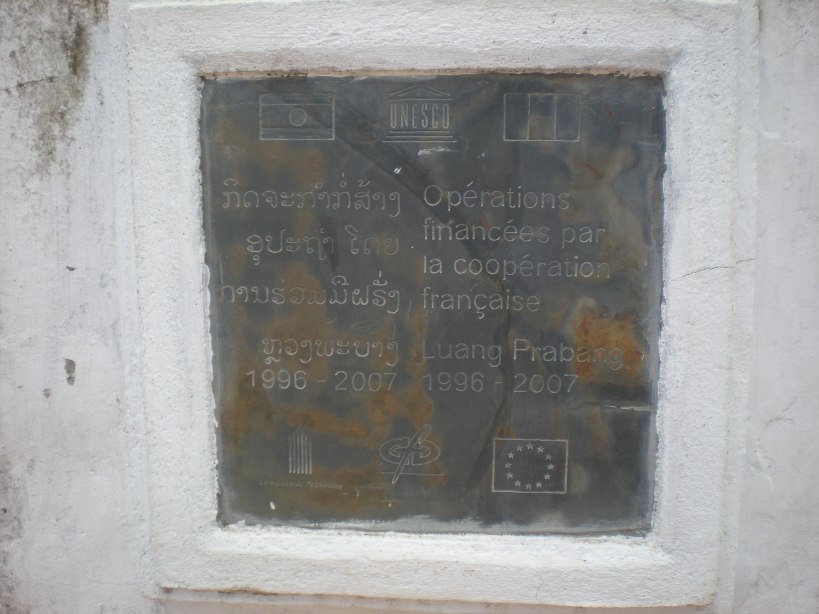 UNESCO
ກິດຈະກຳກໍ່ສ້າງ
ອຸປະຖຳ ໂດຍ
ການຮ່ວມມືຝຣັ່ງ
ຫຼວງພະບາງ
1996 - 2007
Opérations
financées par
la coopération
française
Luang Prabang
1996 - 2007